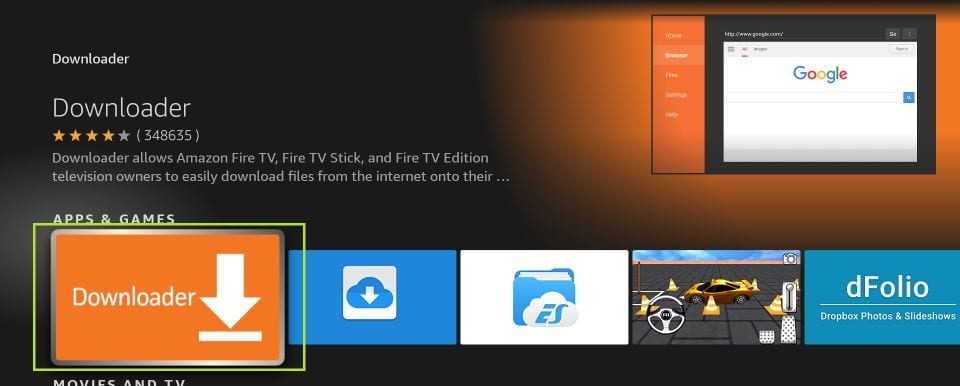 Downloader
Downloader
( 348635 )
Downloader allows Amazon Fire TV, Fire TV Stick, and Fire TV Edition
television owners to easily download files from the internet onto their ...
Home
Browser
Files
Settings
Help
http://www.google.com/
Go
All Images
Sign in
Google
APPS & GAMES
Downloader
ES
dFolio
Dropbox Photos & Slideshows
MOVIES AND TV